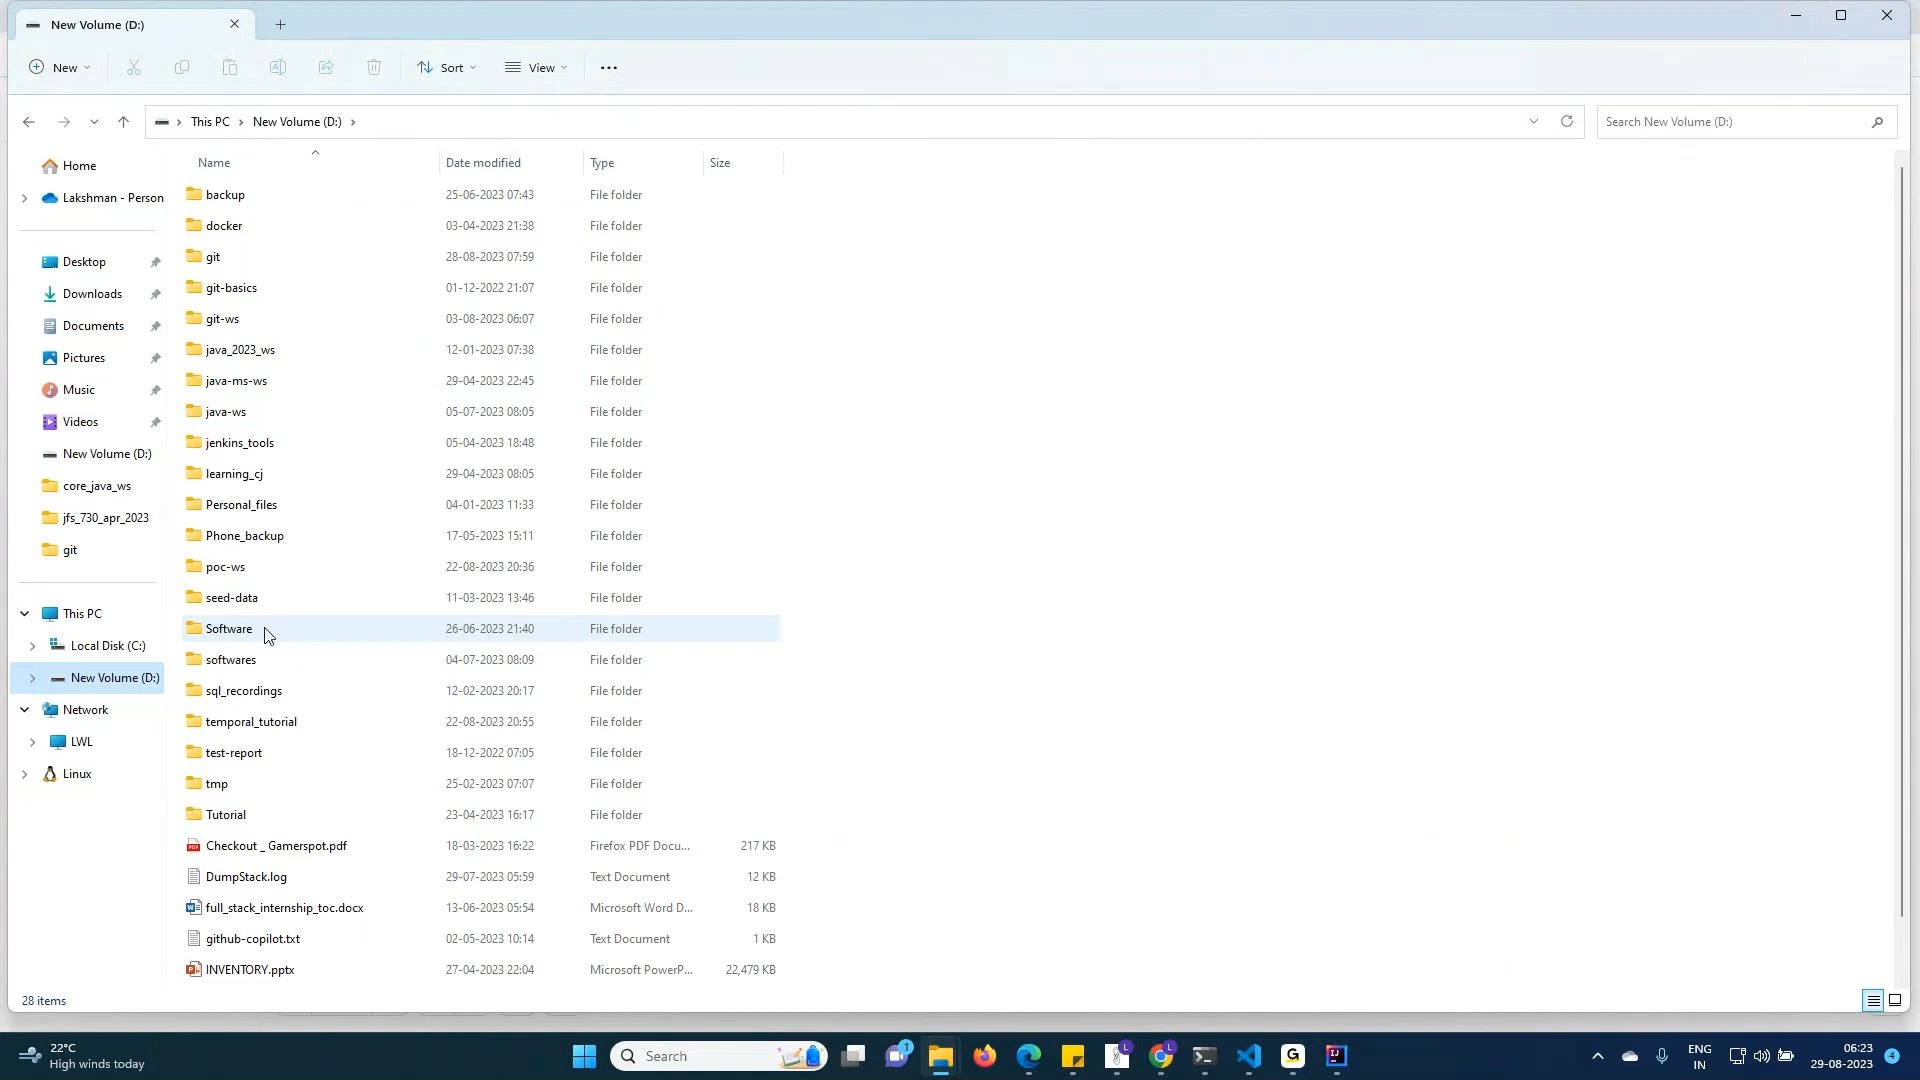 New Volume (D:)
New
Sort
View
This PC
New Volume (D:)
Search New Volume (D:)
Home
Lakshman - Person
Desktop
Downloads
Documents
Pictures
Music
Videos
New Volume (D:)
core_java_ws
jfs_730_apr_2023
git
This PC
Local Disk (C:)
New Volume (D:)
Network
LWL
Linux
Name Date modified Type Size
backup 25-06-2023 07:43 File folder
docker 03-04-2023 21:38 File folder
git 28-08-2023 07:59 File folder
git-basics 01-12-2022 21:07 File folder
git-ws 03-08-2023 06:07 File folder
java_2023_ws 12-01-2023 07:38 File folder
java-ms-ws 29-04-2023 22:45 File folder
java-ws 05-07-2023 08:05 File folder
jenkins_tools 05-04-2023 18:48 File folder
learning_cj 29-04-2023 08:05 File folder
Personal_files 04-01-2023 11:33 File folder
Phone_backup 17-05-2023 15:11 File folder
poc-ws 22-08-2023 20:36 File folder
seed-data 11-03-2023 13:46 File folder
Software 26-06-2023 21:40 File folder
softwares 04-07-2023 08:09 File folder
sql_recordings 12-02-2023 20:17 File folder
temporal_tutorial 22-08-2023 20:55 File folder
test-report 18-12-2022 07:05 File folder
tmp 25-02-2023 07:07 File folder
Tutorial 23-04-2023 16:17 File folder
Checkout _ Gamerspot.pdf 18-03-2023 16:22 Firefox PDF Docu... 217 KB
DumpStack.log 29-07-2023 05:59 Text Document 12 KB
full_stack_internship_toc.docx 13-06-2023 05:54 Microsoft Word D... 18 KB
github-copilot.txt 02-05-2023 10:14 Text Document 1 KB
INVENTORY.pptx 27-04-2023 22:04 Microsoft PowerP... 22,479 KB
28 items
22°C
High winds today
Search
1
L
L
G
IJ
ENG
IN
06:23
29-08-2023
4